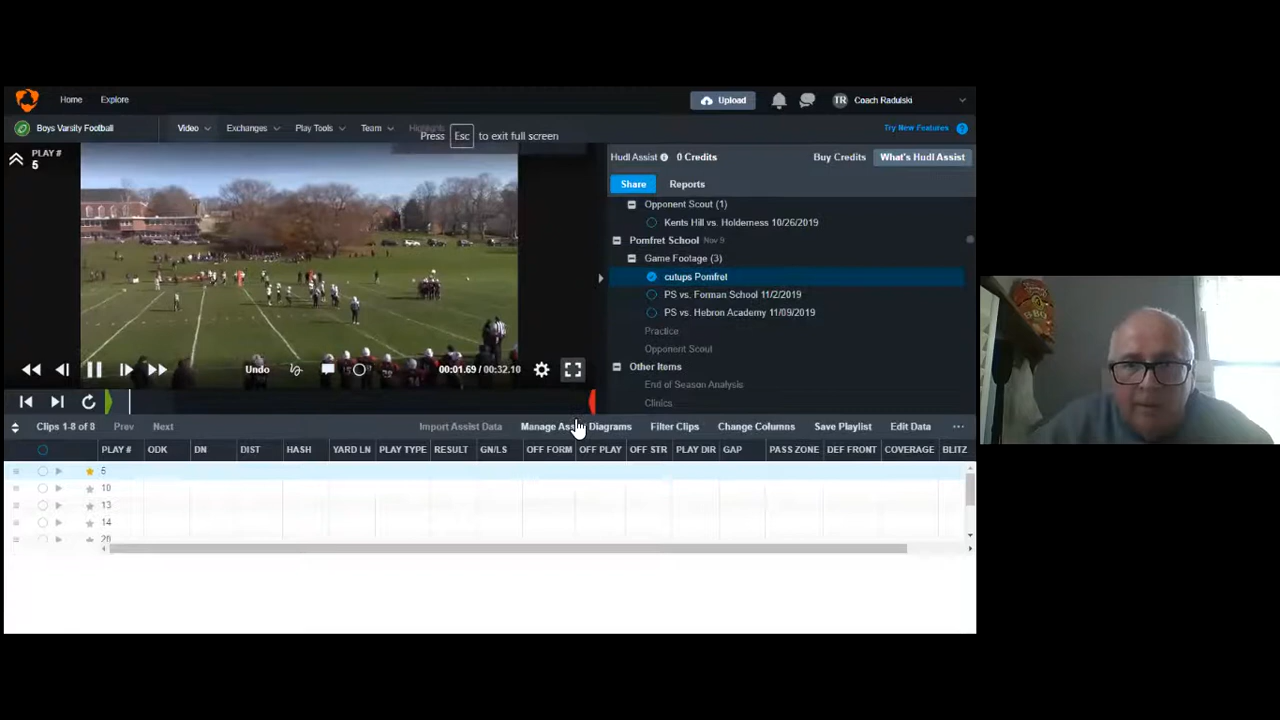 Home Explore Upload TR Coach Radulski
Boys Varsity Football Video Exchanges Play Tools Team Highlights Try New Features ?
Press Esc to exit full screen
PLAY #
5
Hudl Assist 0 Credits Buy Credits What's Hudl Assist
Share Reports
Opponent Scout (1)
Kents Hill vs. Holderness 10/26/2019
Pomfret School Nov 9
Game Footage (3)
cutups Pomfret
PS vs. Forman School 11/2/2019
PS vs. Hebron Academy 11/09/2019
Practice
Opponent Scout
Other Items
End of Season Analysis
Clinics
Undo 00:01.69 / 00:32.10
Clips 1-8 of 8 Prev Next Import Assist Data Manage Diagrams Filter Clips Change Columns Save Playlist Edit Data ...
PLAY # ODK DN DIST HASH YARD LN PLAY TYPE RESULT GN/LS OFF FORM OFF PLAY OFF STR PLAY DIR GAP PASS ZONE DEF FRONT COVERAGE BLITZ
5
10
13
14
20